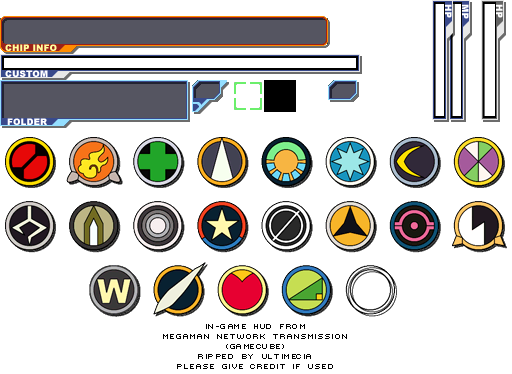 CHIP INFO
CUSTOM
FOLDER
HP
MP
HP
W
IN-GAME HUD FROM
MEGAMAN NETWORK TRANSMISSION
(GAMECUBE)
RIPPED BY ULTIMECIA
PLEASE GIVE CREDIT IF USED